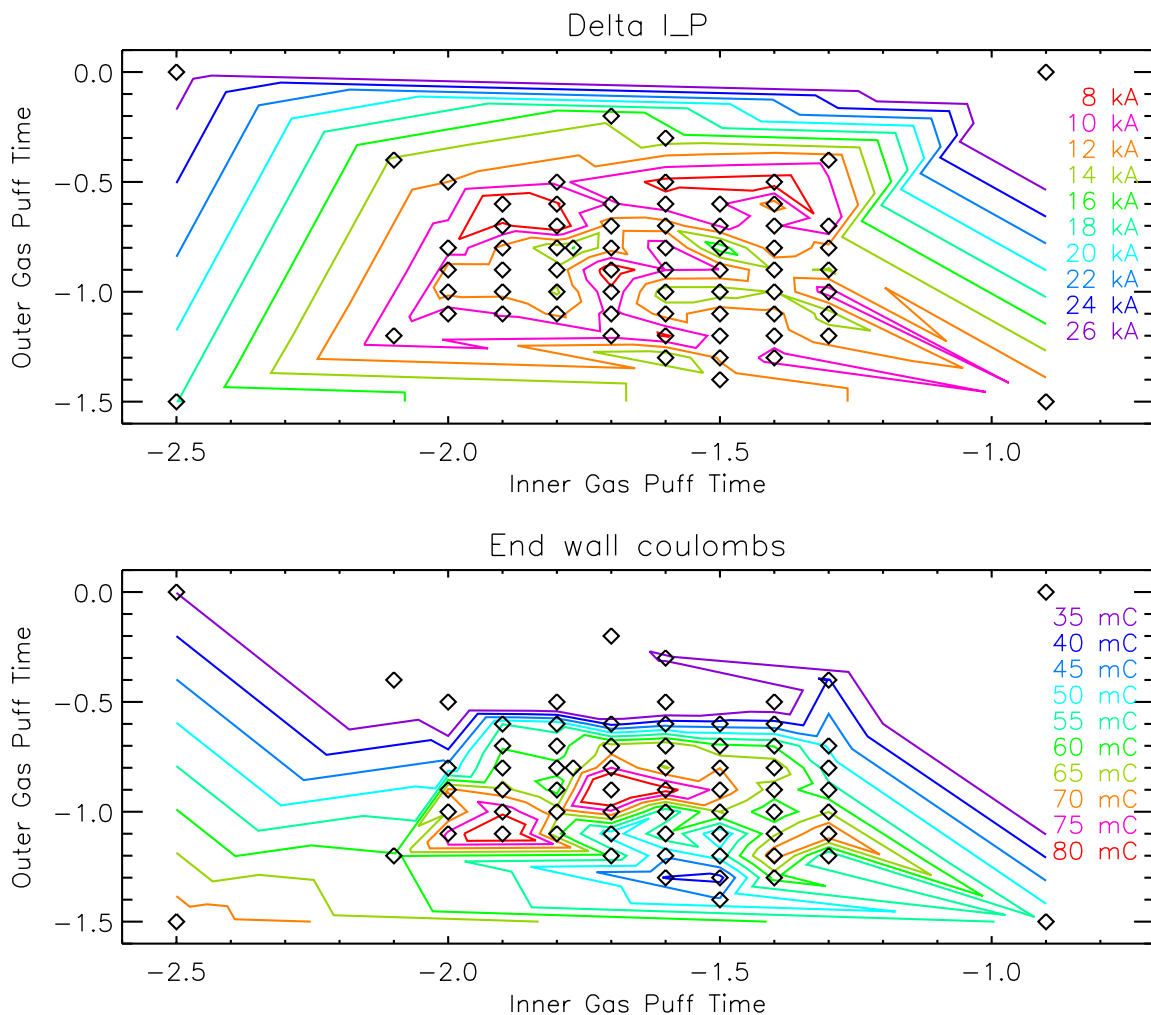 Delta I_P
Outer Gas Puff Time
0.0
−0.5
−1.0
−1.5
8 kA
10 kA
12 kA
14 kA
16 kA
18 kA
20 kA
22 kA
24 kA
26 kA
−2.5 −2.0 −1.5 −1.0
Inner Gas Puff Time
End wall coulombs
Outer Gas Puff Time
0.0
−0.5
−1.0
−1.5
35 mC
40 mC
45 mC
50 mC
55 mC
60 mC
65 mC
70 mC
75 mC
80 mC
−2.5 −2.0 −1.5 −1.0
Inner Gas Puff Time